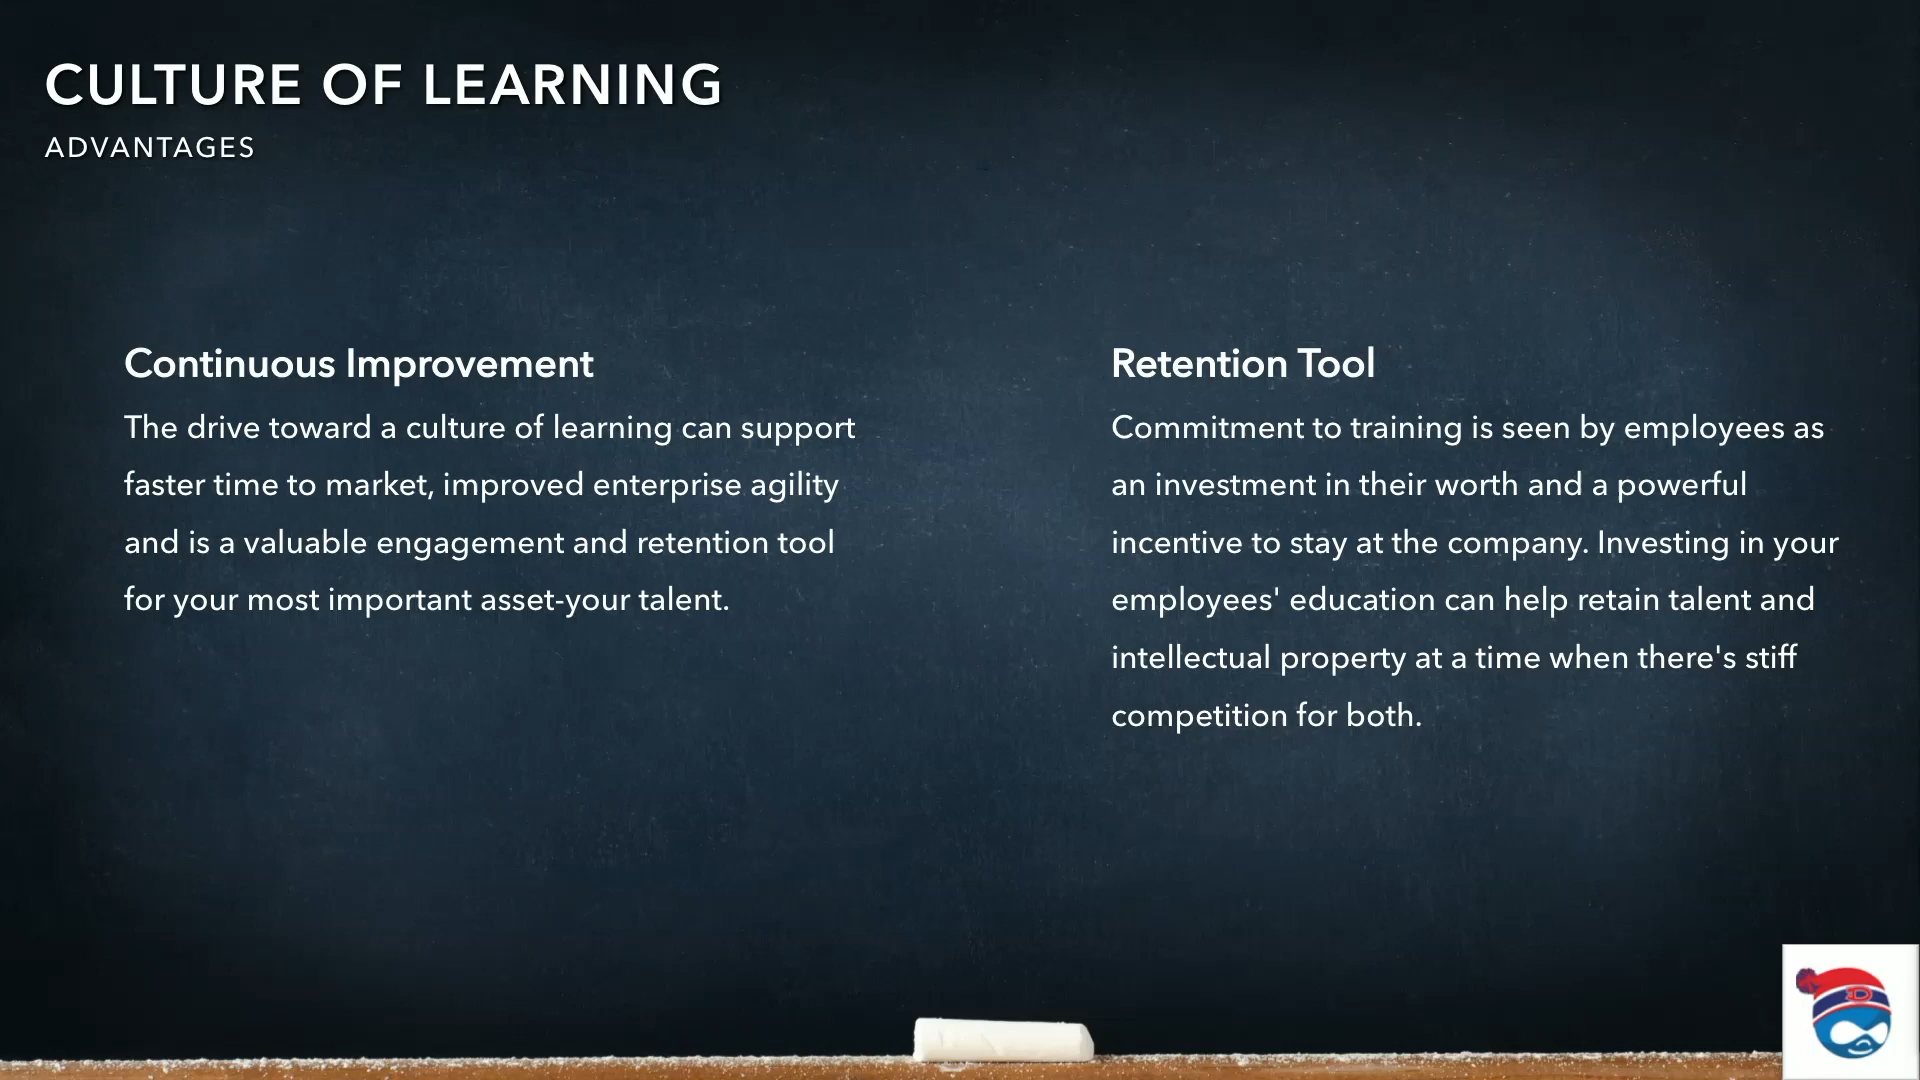 CULTURE OF LEARNING
ADVANTAGES
Continuous Improvement
The drive toward a culture of learning can support
faster time to market, improved enterprise agility
and is a valuable engagement and retention tool
for your most important asset-your talent.
Retention Tool
Commitment to training is seen by employees as
an investment in their worth and a powerful
incentive to stay at the company. Investing in your
employees' education can help retain talent and
intellectual property at a time when there's stiff
competition for both.